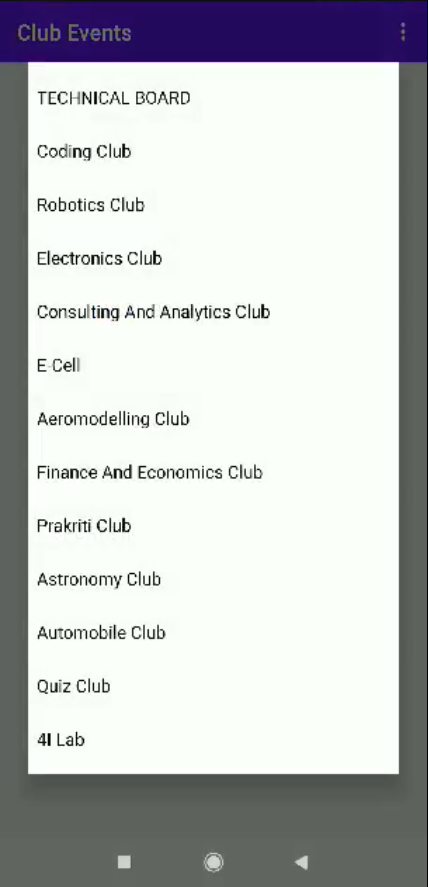 Club Events
TECHNICAL BOARD
Coding Club
Robotics Club
Electronics Club
Consulting And Analytics Club
E-Cell
Aeromodelling Club
Finance And Economics Club
Prakriti Club
Astronomy Club
Automobile Club
Quiz Club
4I Lab